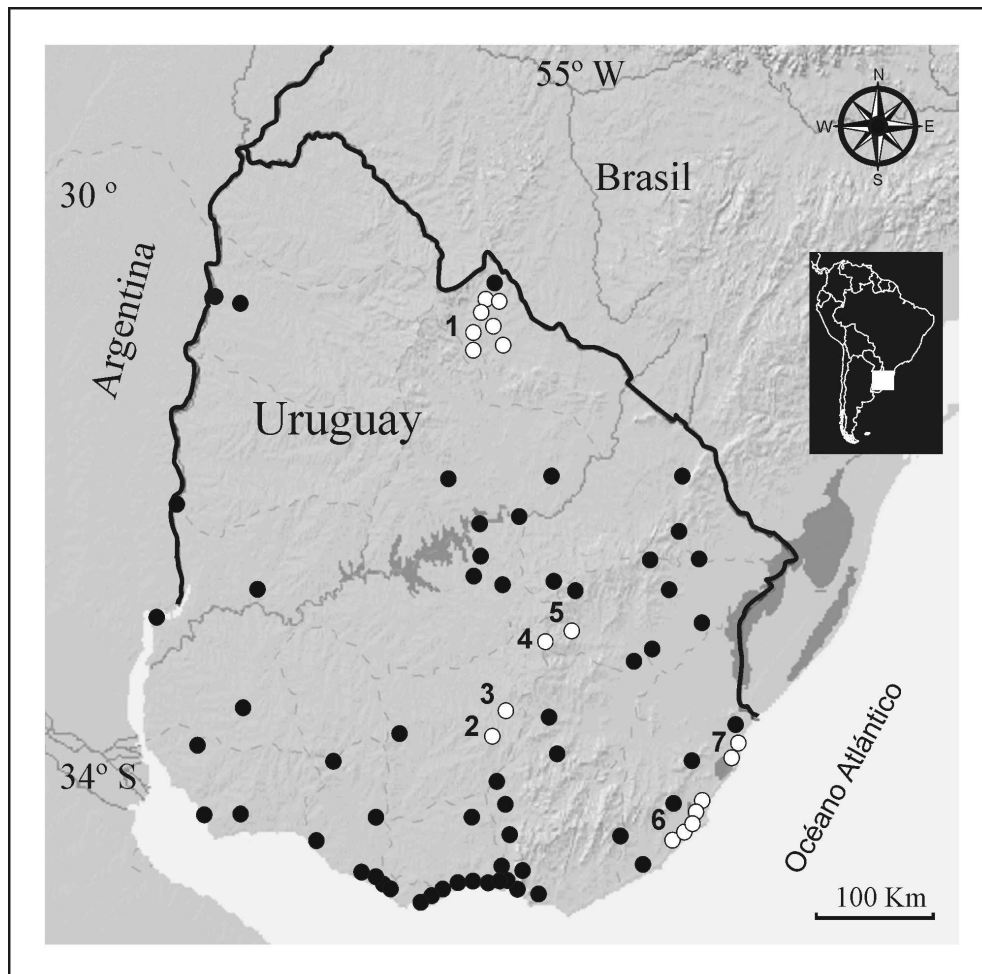 55º W
N
W
E
S
Brasil
30 º
Argentina
1
Uruguay
5
4
3
2
7
34º S
6
Océano Atlántico
100 Km